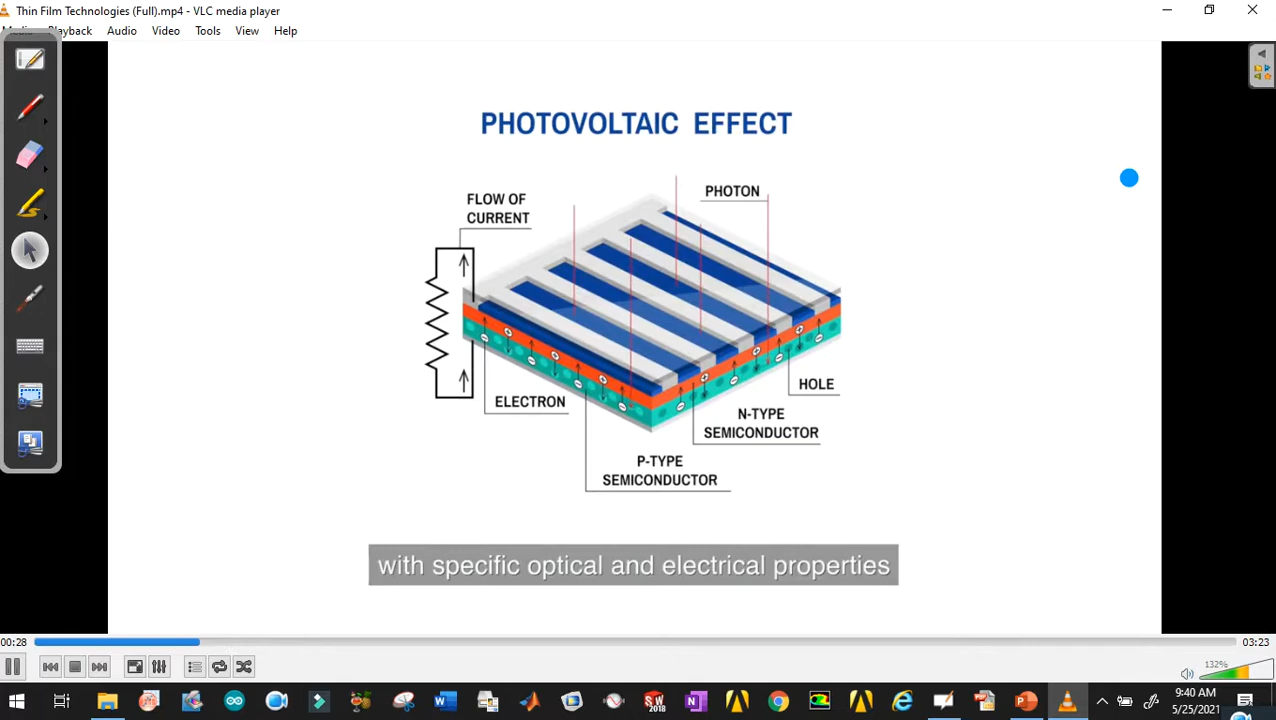 Thin Film Technologies (Full).mp4 - VLC media player
Playback Audio Video Tools View Help
PHOTOVOLTAIC EFFECT
FLOW OF
CURRENT
PHOTON
ELECTRON
HOLE
N-TYPE
SEMICONDUCTOR
P-TYPE
SEMICONDUCTOR
with specific optical and electrical properties
00:28
03:23
132%
9:40 AM
5/25/2021